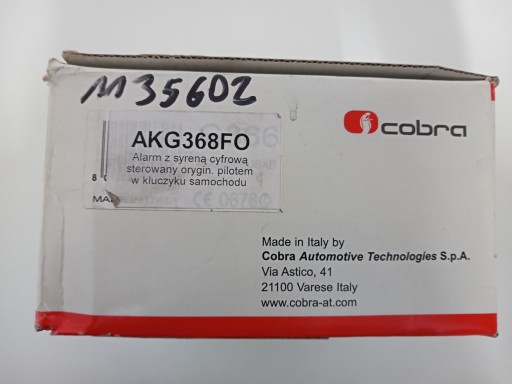 M35602
cobra
AKG368FO
Alarm z syreną cyfrową
sterowany orygin. pilotem
w kluczyku samochodu
8
CE 0678
Made in Italy by
Cobra Automotive Technologies S.p.A.
Via Astico, 41
21100 Varese Italy
www.cobra-at.com